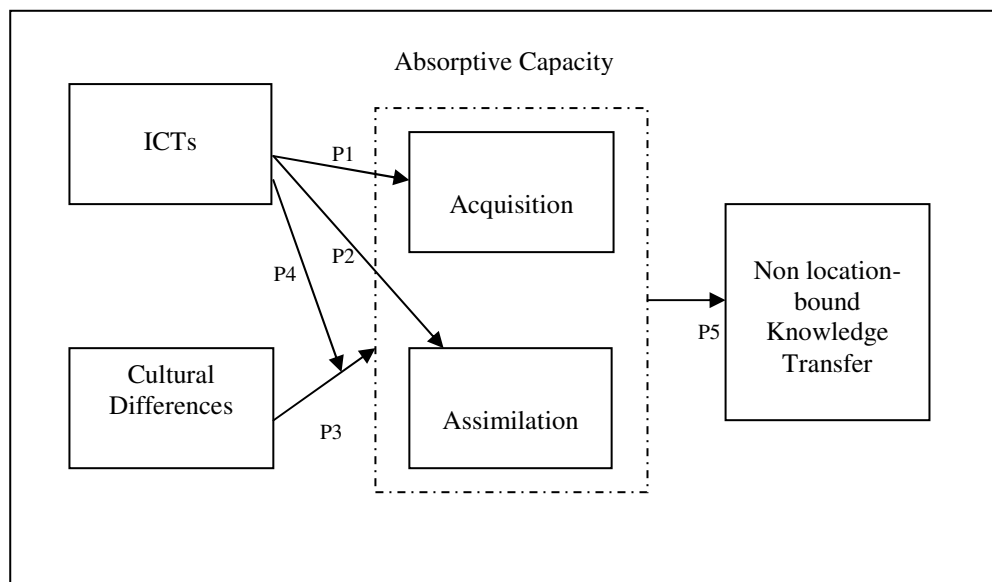 Absorptive Capacity
ICTs
P1
Acquisition
P2
P4
Non location-
bound
Knowledge
Transfer
P5
Cultural
Differences
P3
Assimilation